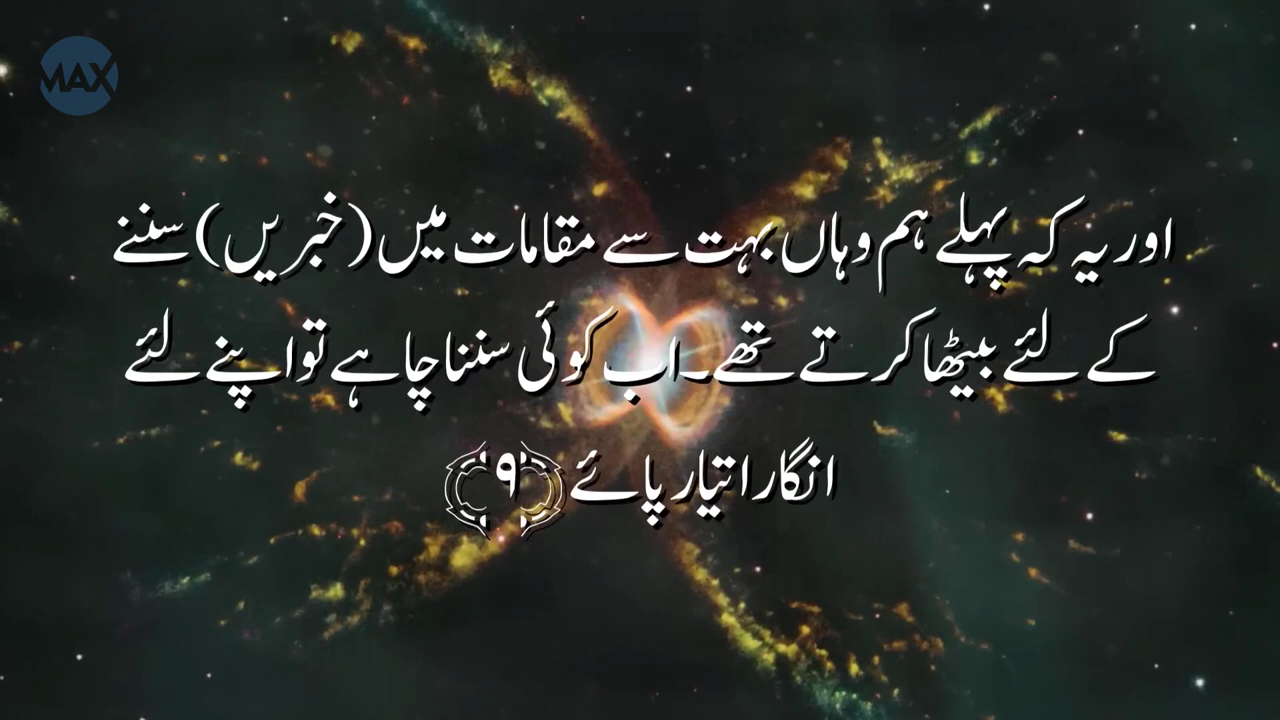 MAX
اور یہ کہ پہلے ہم وہاں بہت سے مقامات میں (خبریں) سننے
کے لئے بیٹھا کرتے تھے۔ اب کوئی سننا چاہے تو اپنے لئے
انگارا تیار پائے ﴿۹﴾